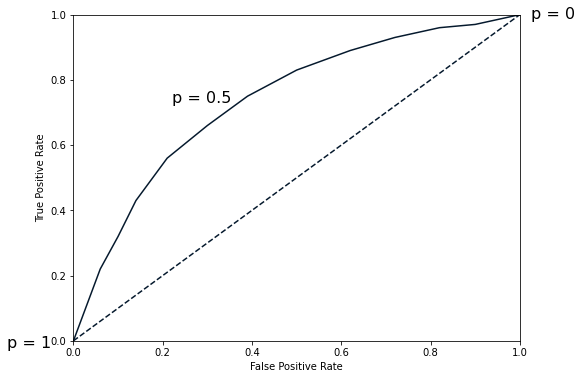 1.0
p = 0
0.8
p = 0.5
0.6
True Positive Rate
0.4
0.2
p = 1
0.0
0.0 0.2 0.4 0.6 0.8 1.0
False Positive Rate